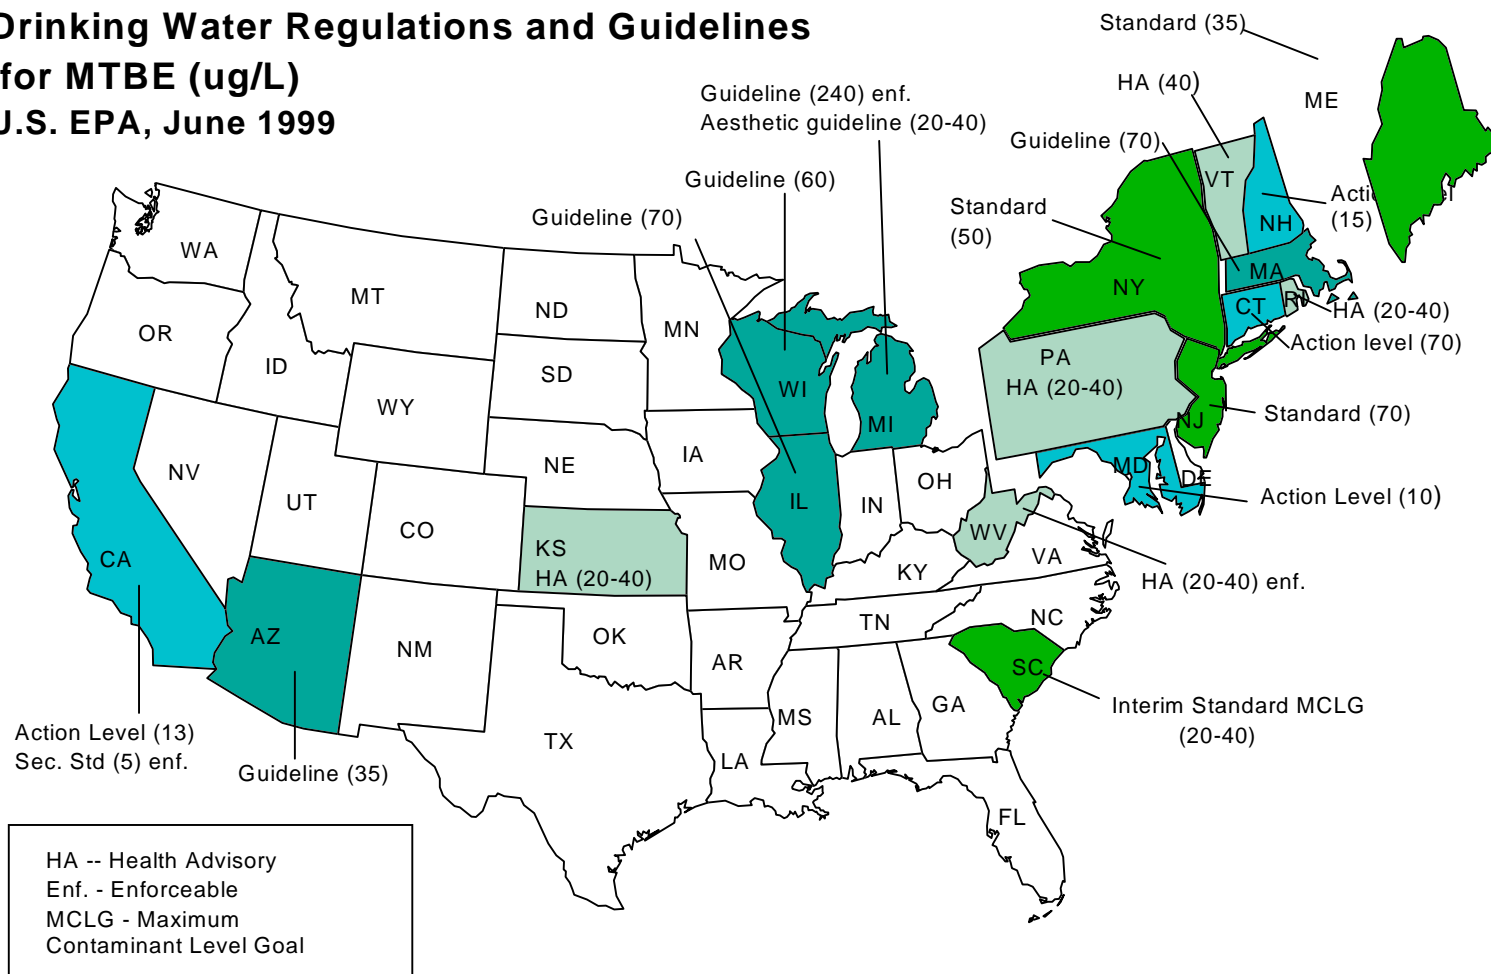 Drinking Water Regulations and Guidelines
for MTBE (ug/L)
U.S. EPA, June 1999
Standard (35)
HA (40)
ME
Guideline (240) enf.
Aesthetic guideline (20-40)
Guideline (70)
Guideline (60)
Guideline (70)
Standard
(50)
VT
NH
(15)
WA
MT
ND
MN
OR
ID
SD
WY
WI
MI
NY
MA
CT
RI
HA (20-40)
Action level (70)
PA
HA (20-40)
NJ
Standard (70)
NV
UT
CO
NE
IA
IL
IN
OH
MD
DE
Action Level (10)
WV
HA (20-40) enf.
CA
KS
HA (20-40)
MO
KY
VA
AZ
NM
OK
AR
TN
NC
SC
Interim Standard MCLG
(20-40)
TX
LA
MS
AL
GA
FL
Action Level (13)
Sec. Std (5) enf.
Guideline (35)
HA -- Health Advisory
Enf. - Enforceable
MCLG - Maximum
Contaminant Level Goal